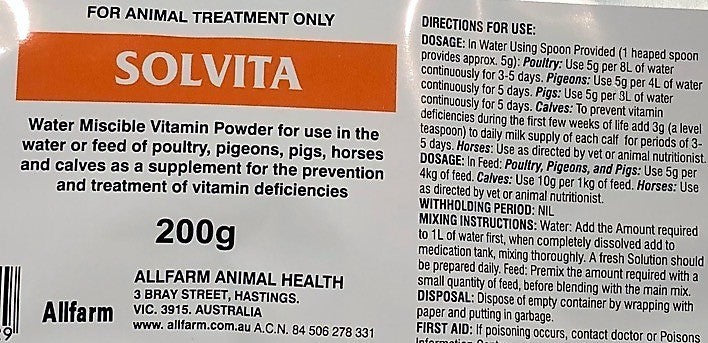 FOR ANIMAL TREATMENT ONLY
SOLVITA
Water Miscible Vitamin Powder for use in the
water or feed of poultry, pigeons, pigs, horses
and calves as a supplement for the prevention
and treatment of vitamin deficiencies
200g
9
Allfarm
ALLFARM ANIMAL HEALTH
3 BRAY STREET, HASTINGS.
VIC. 3915. AUSTRALIA
www. allfarm.com.au A.C.N. 84 506 278 331
DIRECTIONS FOR USE:
DOSAGE: In Water Using Spoon Provided (1 heaped spoon
provides approx. 5g): Poultry: Use 5g per 8L of water
continuously for 3-5 days. Pigeons: Use 5g per 4L of water
continuously for 5 days. Pigs: Use 5g per 3L of water
continuously for 5 days. Calves: To prevent vitamin
deficiencies during the first few weeks of life add 3g (a level
teaspoon) to daily milk supply of each calf for periods of 3-
5 days. Horses: Use as directed by vet or animal nutritionist.
DOSAGE: In Feed: Poultry, Pigeons, and Pigs: Use 5g per
4kg of feed. Calves: Use 10g per 1kg of feed. Horses: Use
as directed by vet or animal nutritionist.
WITHHOLDING PERIOD: NIL
MIXING INSTRUCTIONS: Water: Add the Amount required
to 1L of water first, when completely dissolved add to
medication tank, mixing thoroughly. A fresh Solution should
be prepared daily. Feed: Premix the amount required with a
small quantity of feed, before blending with the main mix.
DISPOSAL: Dispose of empty container by wrapping with
paper and putting in garbage.
FIRST AID: If poisoning occurs, contact doctor or Poisons